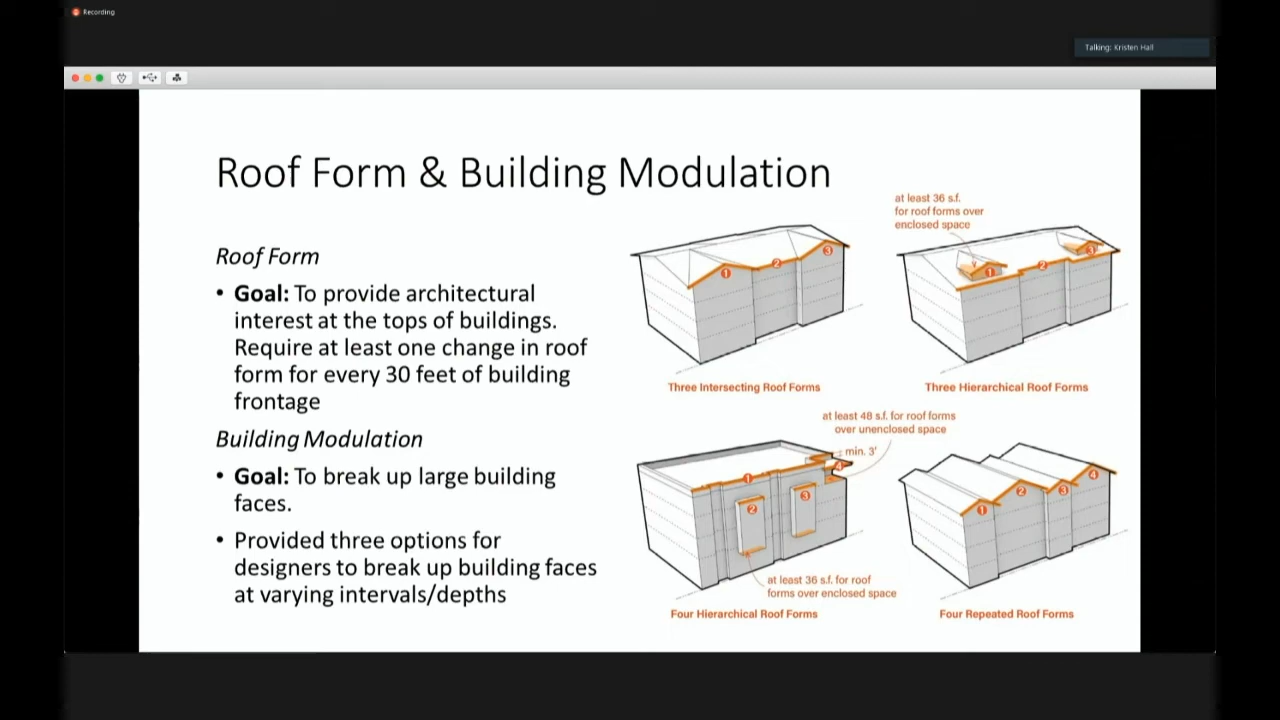 Recording
Talking: Kristen Hall
Roof Form & Building Modulation
Roof Form
• Goal: To provide architectural
interest at the tops of buildings.
Require at least one change in roof
form for every 30 feet of building
frontage
Building Modulation
• Goal: To break up large building
faces.
• Provided three options for
designers to break up building faces
at varying intervals/depths
1
2
3
Three Intersecting Roof Forms
at least 36 s.f.
for roof forms over
enclosed space
1
2
3
Three Hierarchical Roof Forms
at least 48 s.f. for roof forms
over unenclosed space
min. 3'
1
2
3
4
at least 36 s.f. for roof
forms over enclosed space
Four Hierarchical Roof Forms
1
2
3
4
Four Repeated Roof Forms